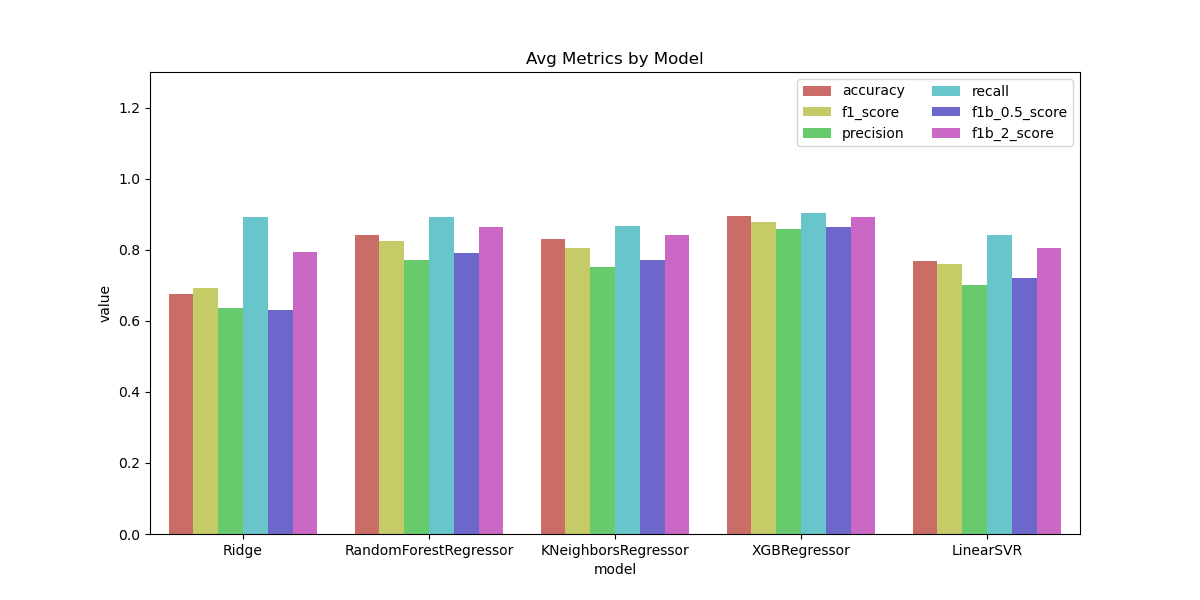 Avg Metrics by Model
accuracy
f1_score
precision
recall
f1b_0.5_score
f1b_2_score
value
1.2
1.0
0.8
0.6
0.4
0.2
0.0
Ridge
RandomForestRegressor
KNeighborsRegressor
XGBRegressor
LinearSVR
model